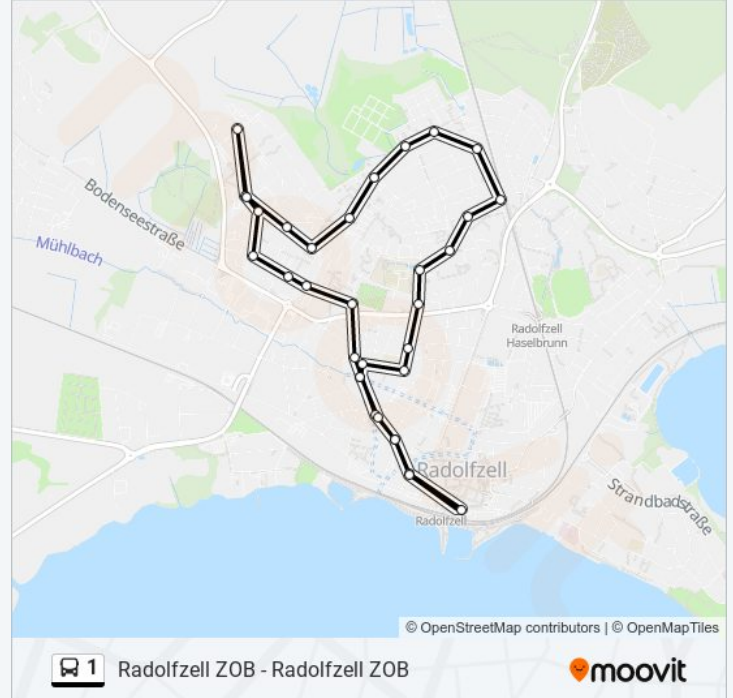 Bodenseestraße
Mühlbach
Radolfzell
Haselbrunn
Radolfzell
Strandbadstraße
Radolfzell
© OpenStreetMap contributors | © OpenMapTiles
1 Radolfzell ZOB - Radolfzell ZOB
moovit